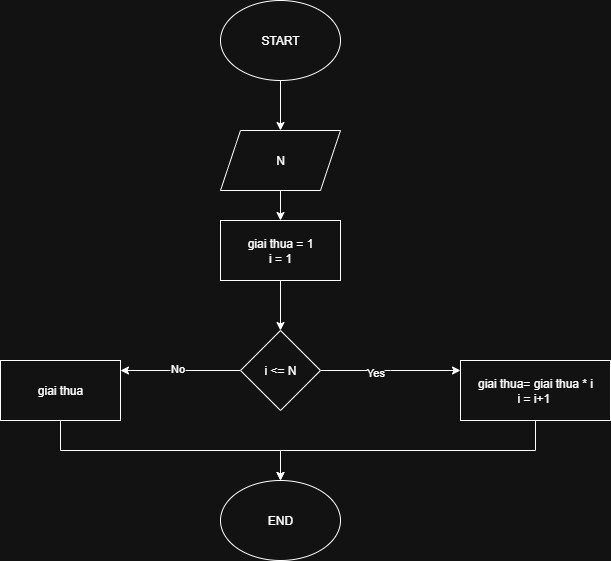 START
N
giai thua = 1
i = 1
i <= N
No
Yes
giai thua
giai thua= giai thua * i
i = i+1
END